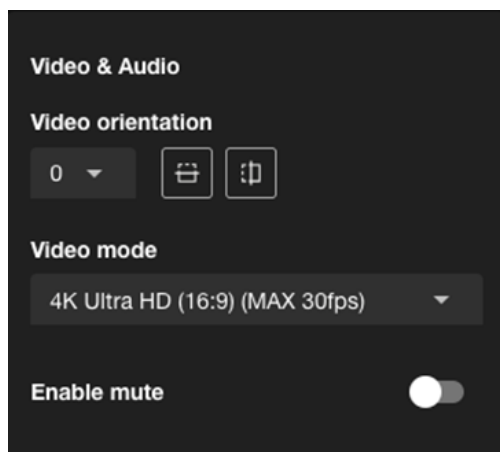 Video & Audio
Video orientation
0
Video mode
4K Ultra HD (16:9) (MAX 30fps)
Enable mute